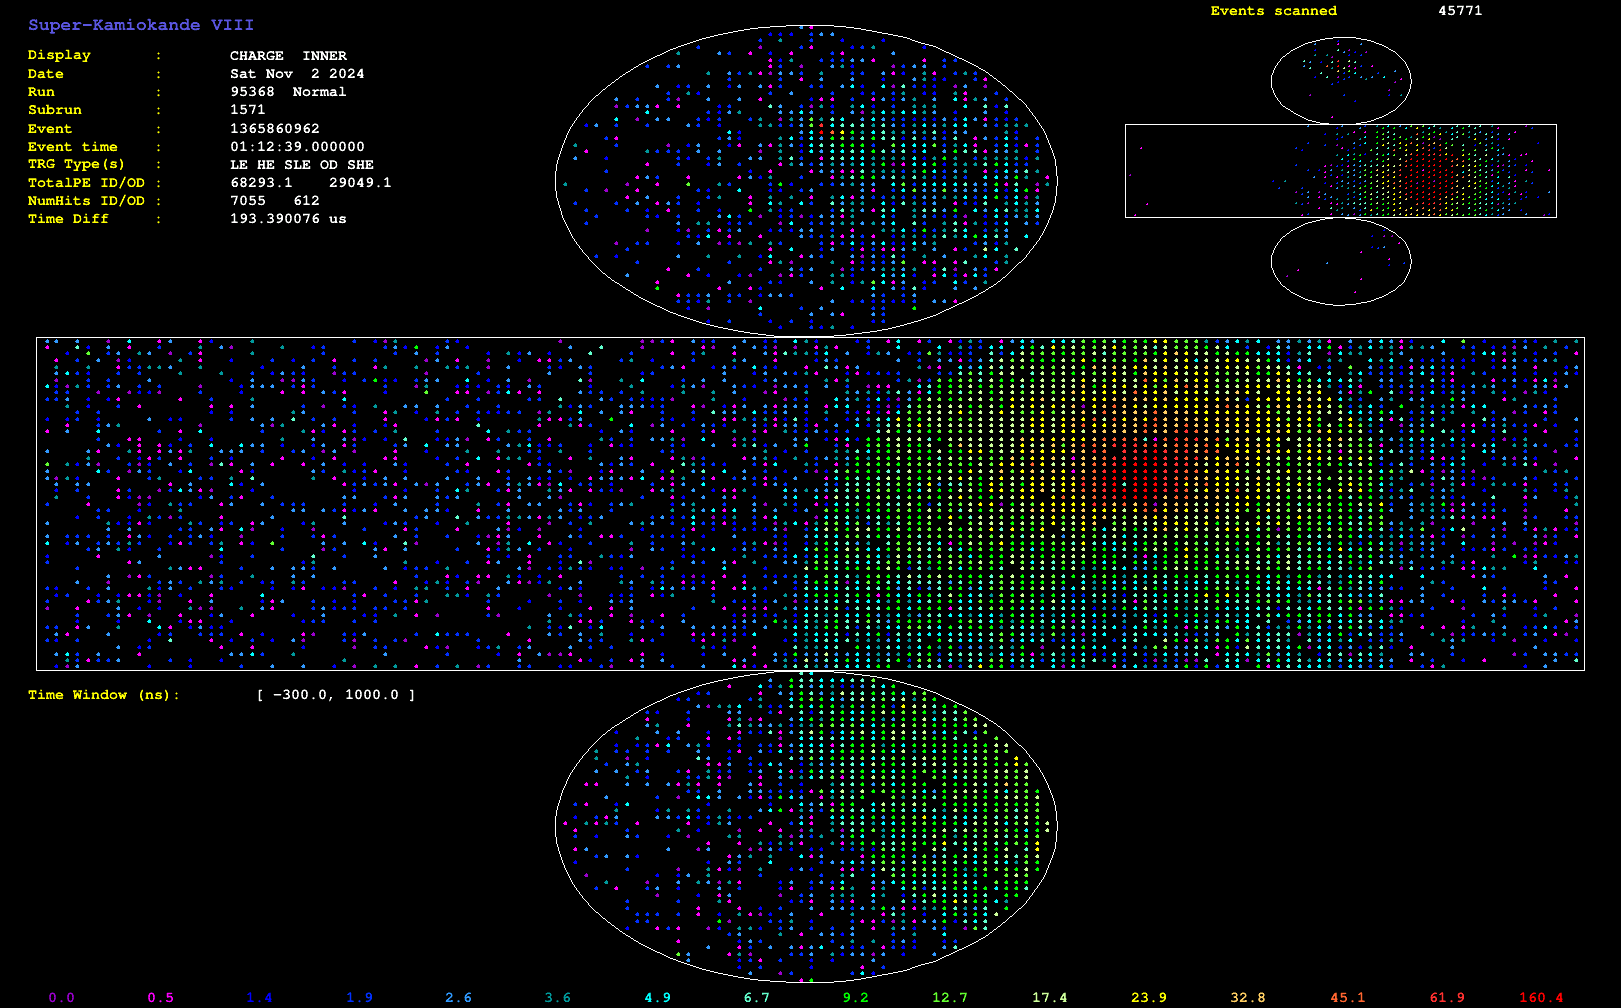 Super-Kamiokande VIII
Events scanned 45771
Display : CHARGE INNER
Date : Sat Nov 2 2024
Run : 95368 Normal
Subrun : 1571
Event : 1365860962
Event time : 01:12:39.000000
TRG Type(s) : LE HE SLE OD SHE
TotalPE ID/OD : 68293.1 29049.1
NumHits ID/OD : 7055 612
Time Diff : 193.390076 us
Time Window (ns): [ -300.0, 1000.0 ]
0.0 0.5 1.4 1.9 2.6 3.6 4.9 6.7 9.2 12.7 17.4 23.9 32.8 45.1 61.9 160.4